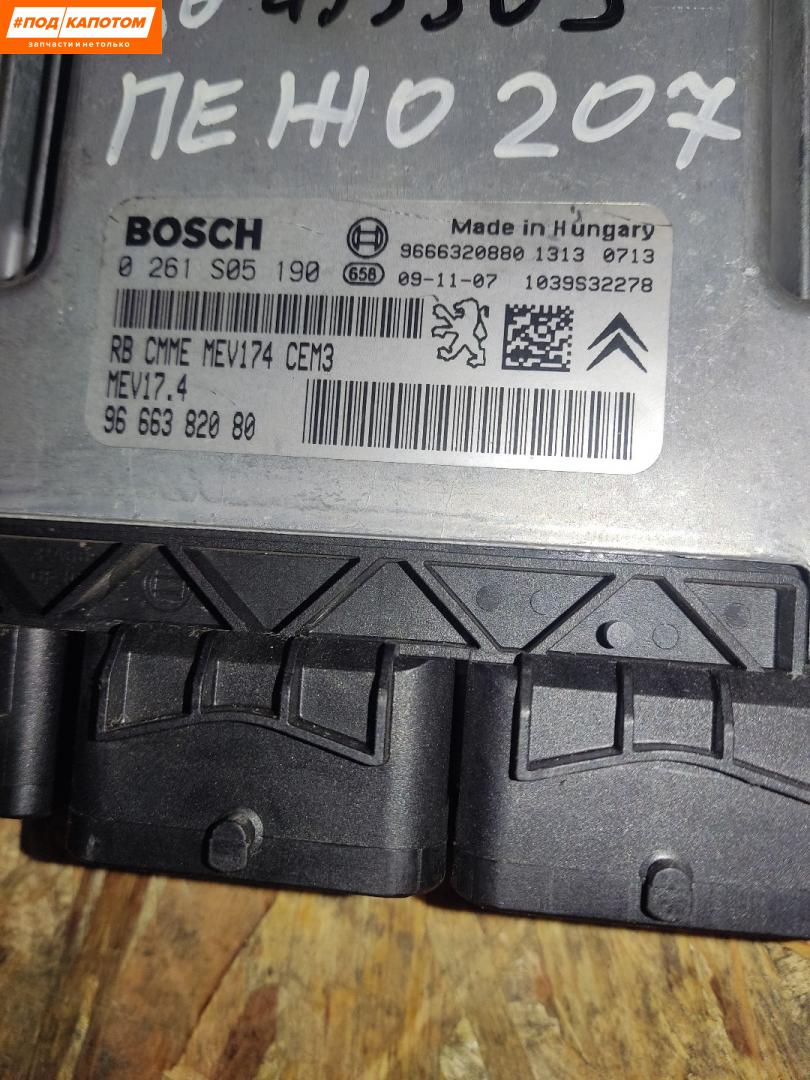 #ПОД КАПОТОМ
запчасти и не только
ПЕЖО 207
BOSCH
Made in Hungary
9666320880 1313 0713
0 261 S05 190 658 09-11-07 1039S32278
RB CMME MEV174 CEM3
MEV17.4
96 663 820 80